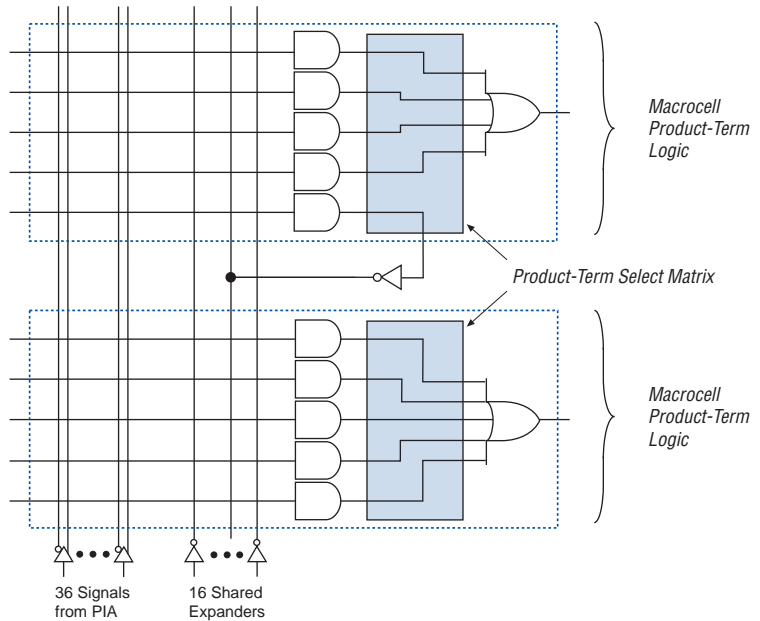 Macrocell
Product-Term
Logic
Product-Term Select Matrix
Macrocell
Product-Term
Logic
36 Signals
from PIA
16 Shared
Expanders